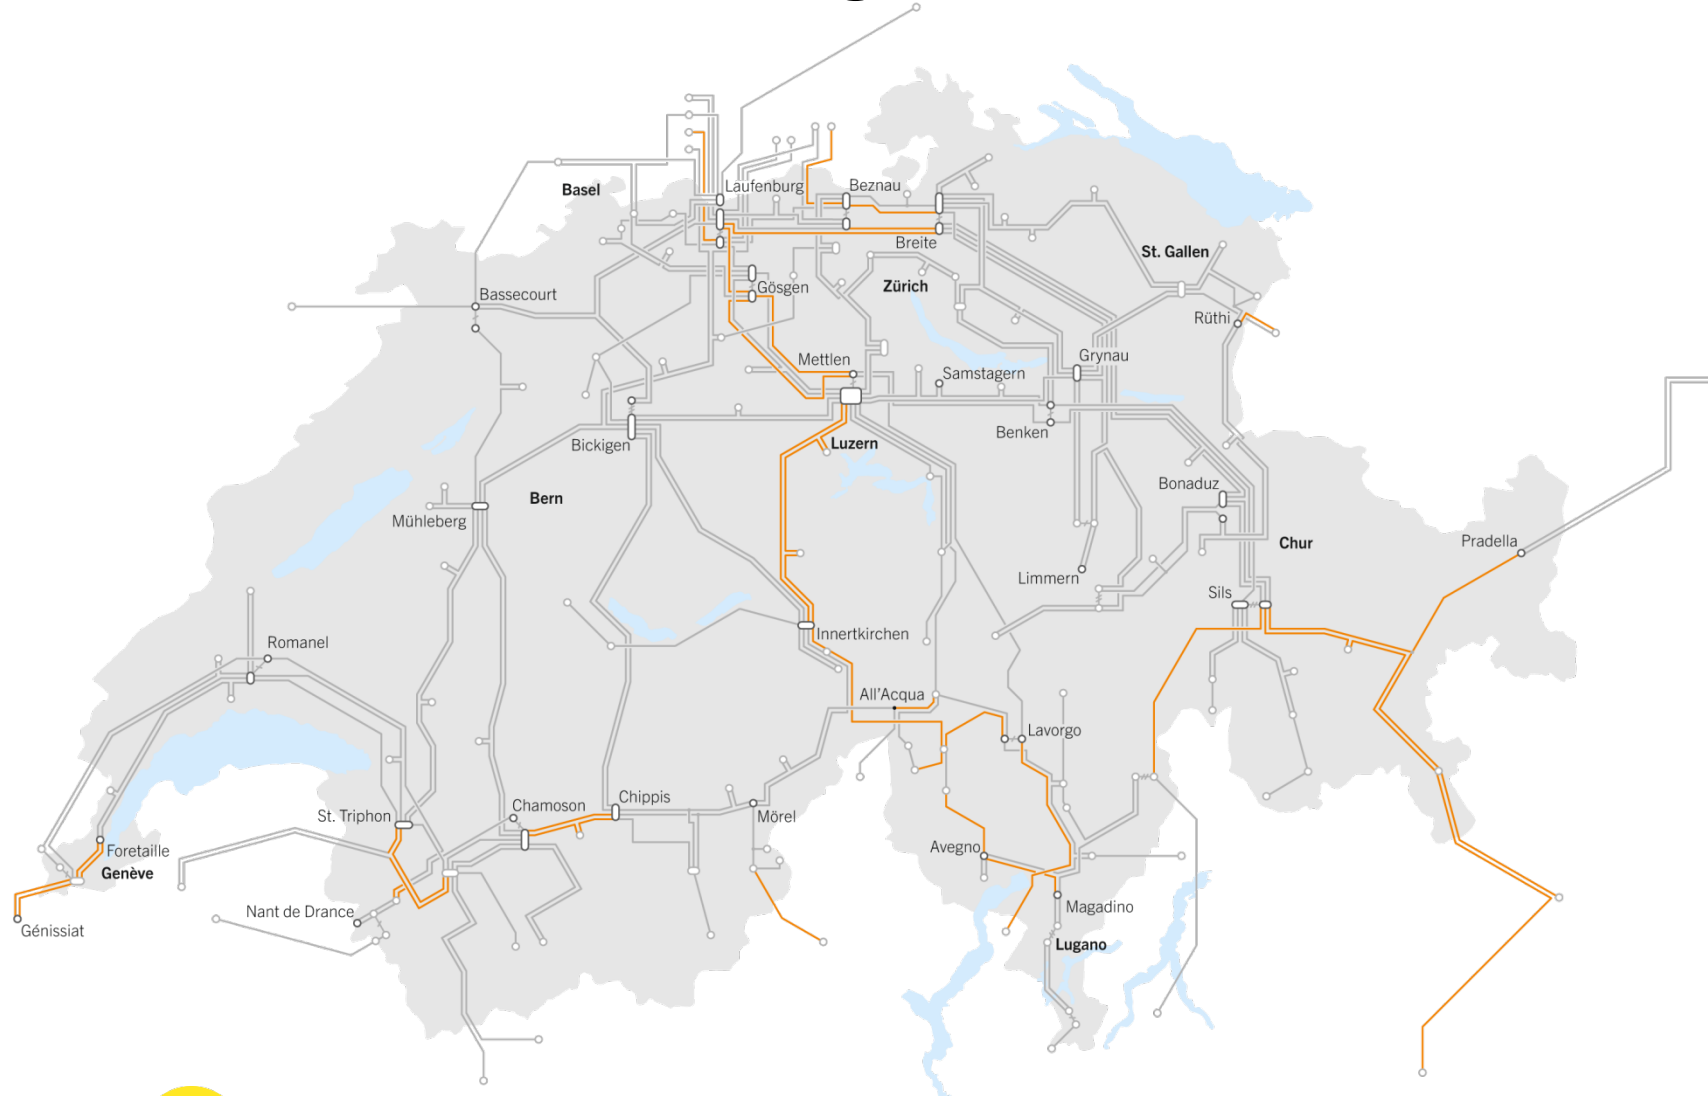 Basel
Laufenburg
Beznau
Breite
St. Gallen
Bassecourt
Gösgen
Zürich
Rüthi
Mettlen
Samstagern
Grynau
Bickigen
Luzern
Benken
Bern
Bonaduz
Mühleberg
Chur
Pradella
Limmern
Sils
Romanel
Innertkirchen
All'Acqua
Lavorgo
St. Triphon
Chamoson
Chippis
Mörel
Foretaille
Genève
Avegno
Nant de Drance
Magadino
Génissiat
Lugano